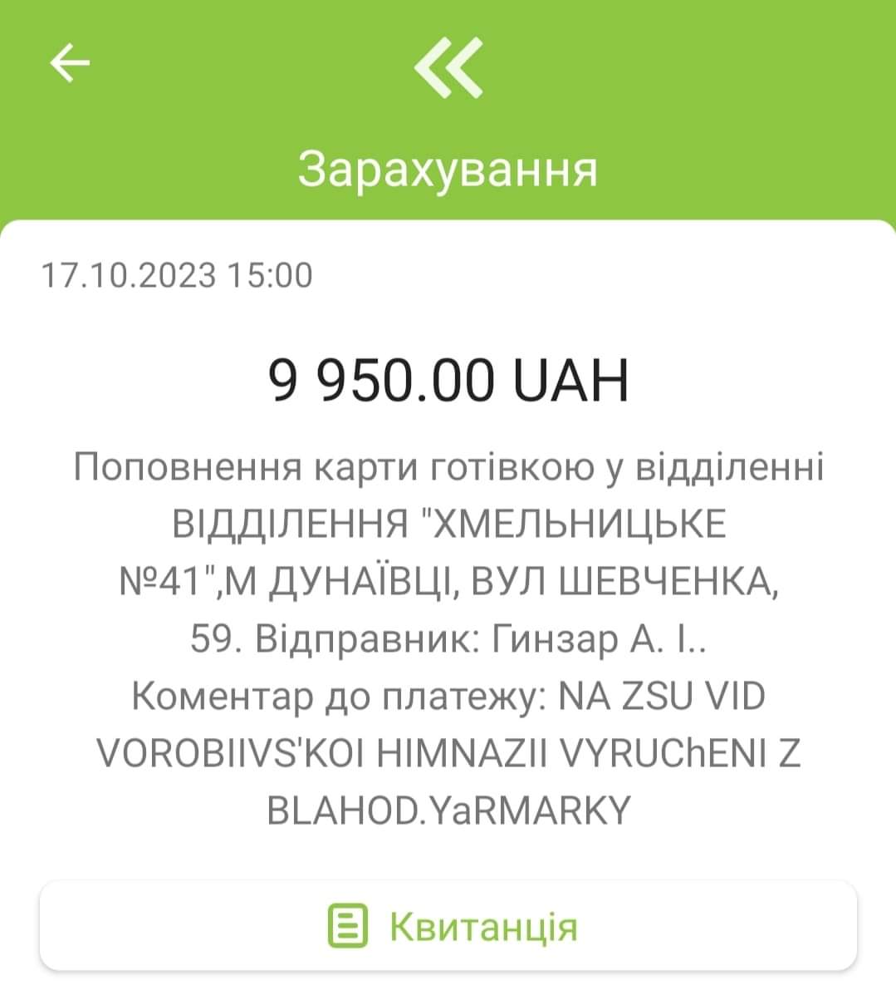 Зарахування
17.10.2023 15:00
9 950.00 UAH
Поповнення карти готівкою у відділенні
ВІДДІЛЕННЯ "ХМЕЛЬНИЦЬКЕ
№41",М ДУНАЇВЦІ, ВУЛ ШЕВЧЕНКА,
59. Відправник: Гинзар А. І..
Коментар до платежу: NA ZSU VID
VOROBIIVS'KOI HIMNAZII VYRUChENI Z
BLAHOD.YaRMARKY
Квитанція